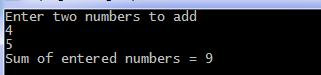 Enter two numbers to add
4
5
Sum of entered numbers = 9